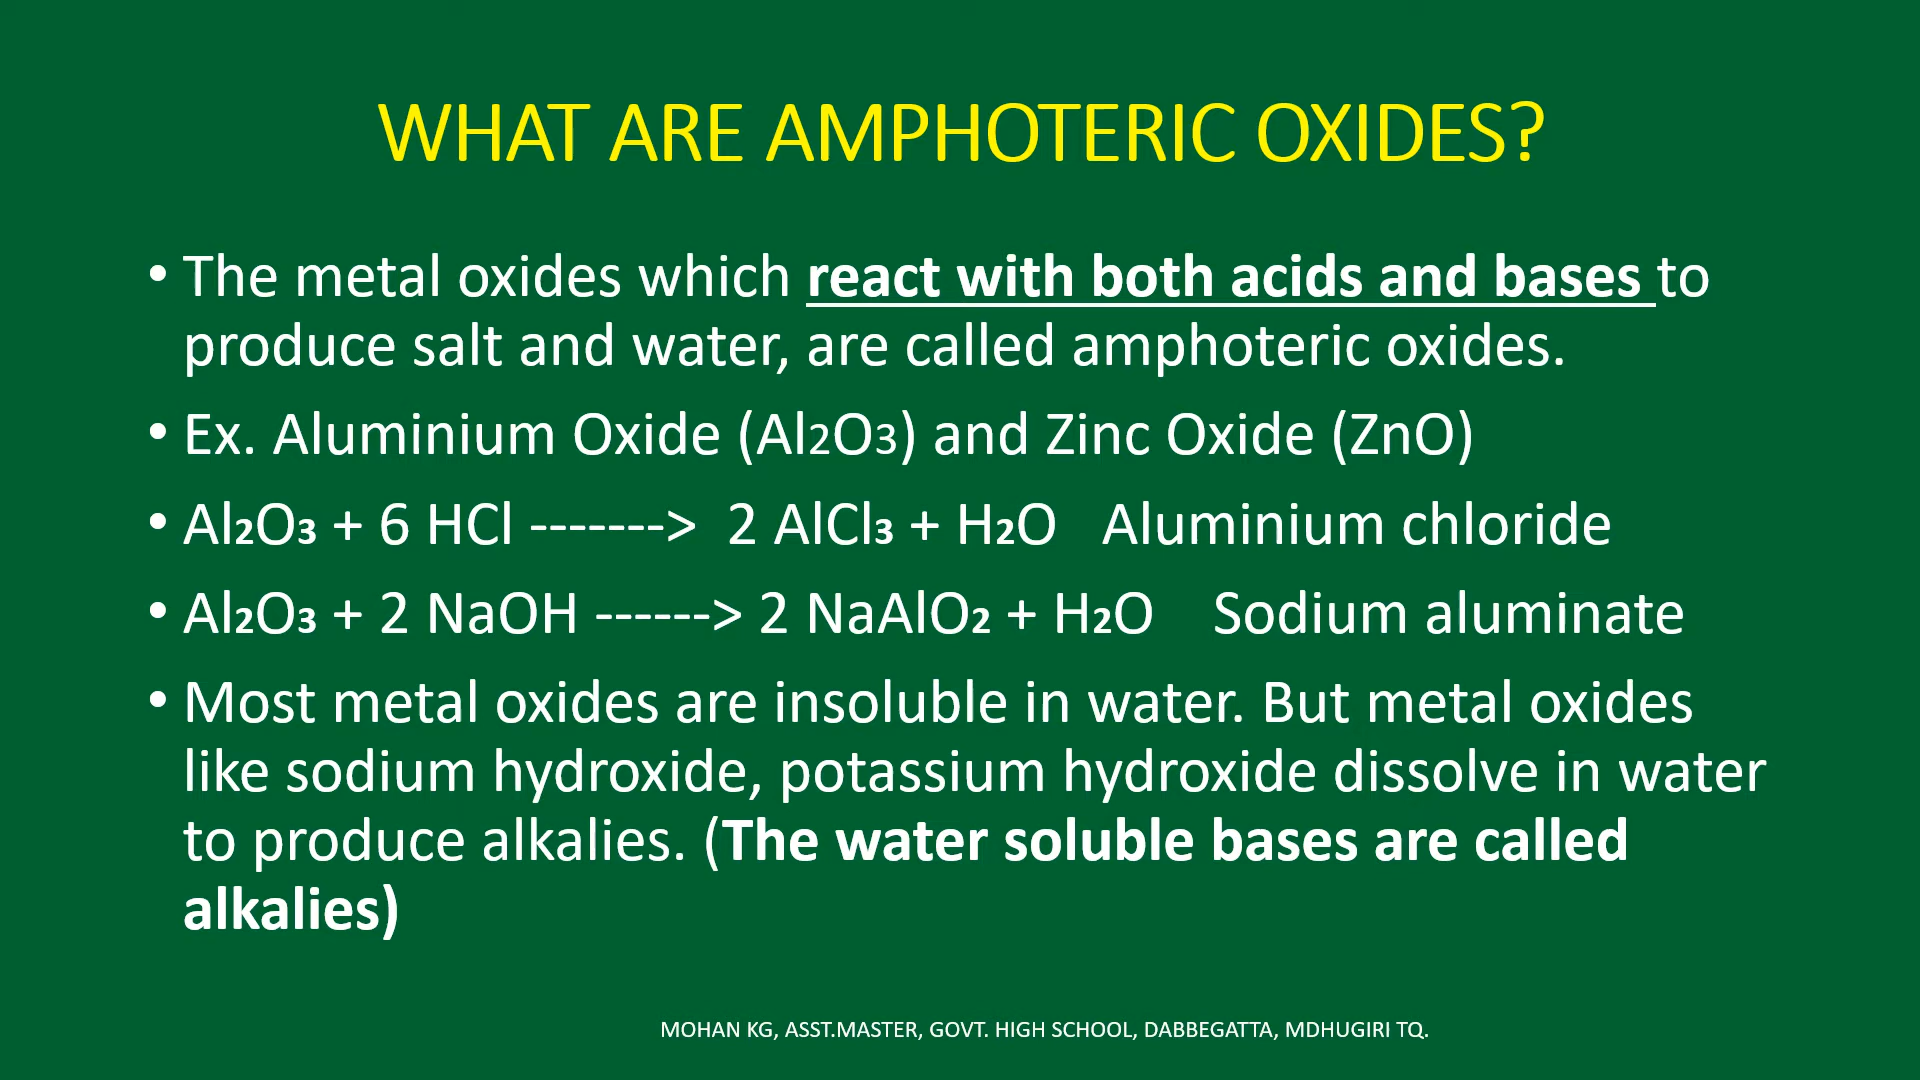 WHAT ARE AMPHOTERIC OXIDES?
• The metal oxides which react with both acids and bases to
produce salt and water, are called amphoteric oxides.
• Ex. Aluminium Oxide (Al2O3) and Zinc Oxide (ZnO)
• Al₂O₃ + 6 HCl -------> 2 AlCl₃ + H₂O Aluminium chloride
• Al₂O₃ + 2 NaOH ------> 2 NaAlO₂ + H₂O Sodium aluminate
• Most metal oxides are insoluble in water. But metal oxides
like sodium hydroxide, potassium hydroxide dissolve in water
to produce alkalies. (The water soluble bases are called
alkalies)
MOHAN KG, ASST.MASTER, GOVT. HIGH SCHOOL, DABBEGATTA, MDHUGIRI TQ.